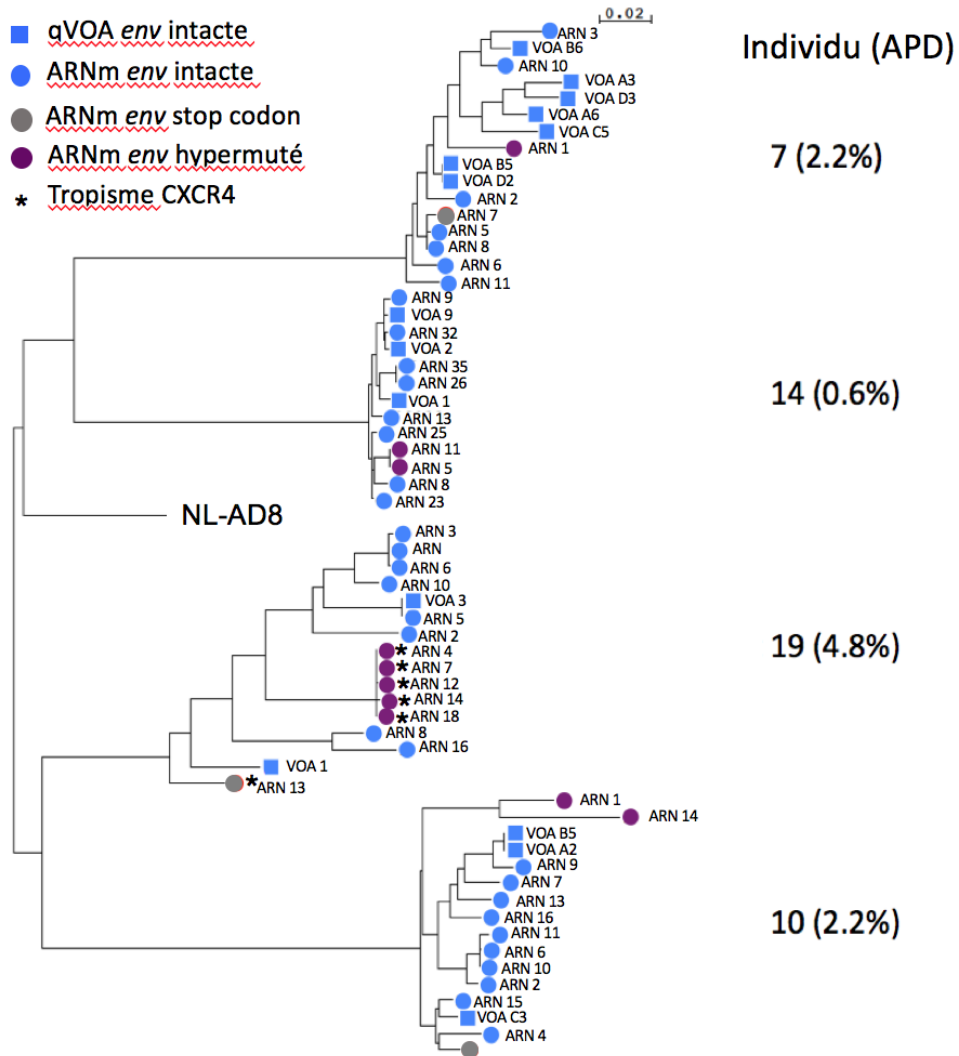 0.02
qVOA env intacte
ARNm env intacte
ARNm env stop codon
ARNm env hypermuté
* Tropisme CXCR4
Individu (APD)
ARN 3
VOA B6
ARN 10
VOA A3
VOA D3
VOA A6
VOA C5
ARN 1
VOA B5
VOA D2
ARN 2
ARN 7
ARN 5
ARN 8
ARN 6
ARN 11
7 (2.2%)
ARN 9
VOA 9
ARN 32
VOA 2
ARN 35
ARN 26
VOA 1
ARN 13
ARN 25
ARN 11
ARN 5
ARN 8
ARN 23
14 (0.6%)
NL-AD8
ARN 3
ARN
ARN 6
ARN 10
VOA 3
ARN 5
ARN 2
*ARN 4
*ARN 7
*ARN 12
*ARN 14
*ARN 18
ARN 8
ARN 16
VOA 1
*ARN 13
19 (4.8%)
ARN 1
ARN 14
VOA B5
VOA A2
ARN 9
ARN 7
ARN 13
ARN 16
ARN 11
ARN 6
ARN 10
ARN 2
ARN 15
VOA C3
ARN 4
10 (2.2%)